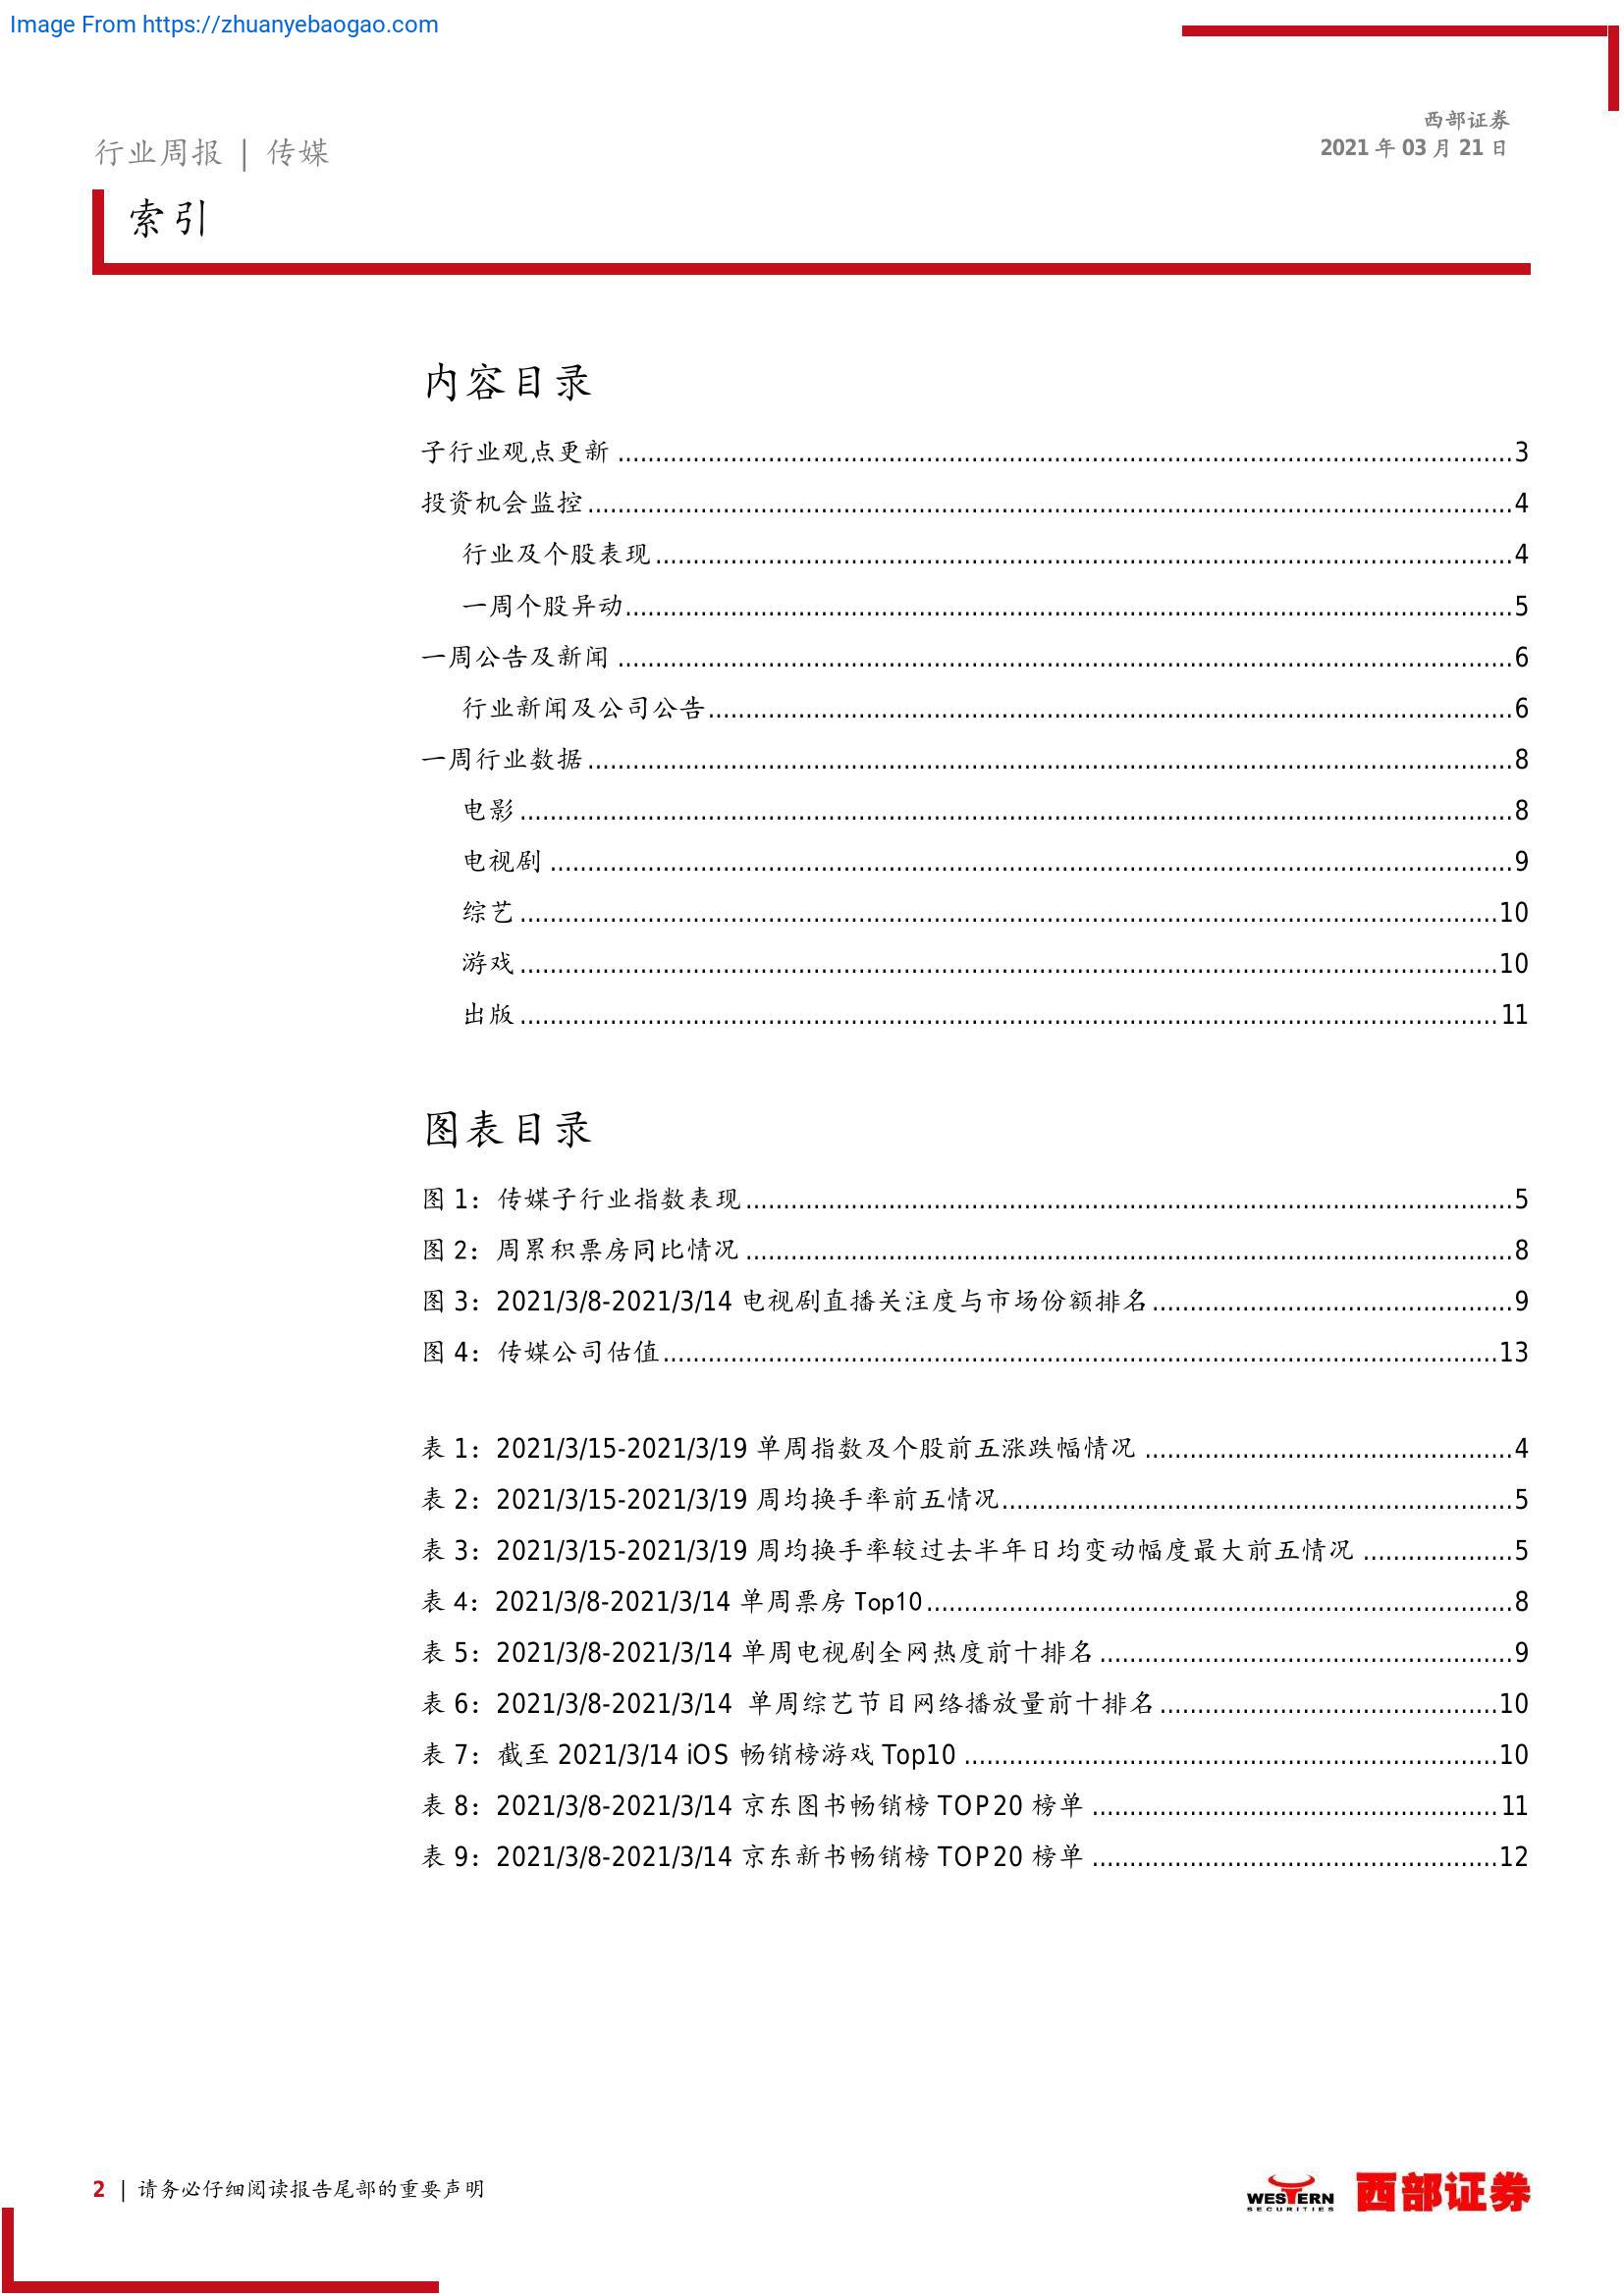 Image From https://zhuanyebaogao.com
西部证券
2021 年 03 月 21 日
行业周报 | 传媒
索引
内容目录
子行业观点更新 ........................................ 3
投资机会监控 ........................................ 4
行业及个股表现 ........................................ 4
一周个股异动 ........................................ 5
一周公告及新闻 ........................................ 6
行业新闻及公司公告 ........................................ 6
一周行业数据 ........................................ 8
电影 ........................................ 8
电视剧 ........................................ 9
综艺 ........................................ 10
游戏 ........................................ 10
出版 ........................................ 11
图表目录
图 1：传媒子行业指数表现 ........................................ 5
图 2：周累积票房同比情况 ........................................ 8
图 3：2021/3/8-2021/3/14 电视剧直播关注度与市场份额排名 ........................................ 9
图 4：传媒公司估值 ........................................ 13
表 1：2021/3/15-2021/3/19 单周指数及个股前五涨跌幅情况 ........................................ 4
表 2：2021/3/15-2021/3/19 周均换手率前五情况 ........................................ 5
表 3：2021/3/15-2021/3/19 周均换手率较过去半年日均变动幅度最大前五情况 .................... 5
表 4：2021/3/8-2021/3/14 单周票房 Top10 ........................................ 8
表 5：2021/3/8-2021/3/14 单周电视剧全网热度前十排名 ........................................ 9
表 6：2021/3/8-2021/3/14 单周综艺节目网络播放量前十排名 ........................................ 10
表 7：截至 2021/3/14 iOS 畅销榜游戏 Top10 ........................................ 10
表 8：2021/3/8-2021/3/14 京东图书畅销榜 TOP20 榜单 ........................................ 11
表 9：2021/3/8-2021/3/14 京东新书畅销榜 TOP20 榜单 ........................................ 12
2 | 请务必仔细阅读报告尾部的重要声明
WESTERN
SECURITIES
西部证券